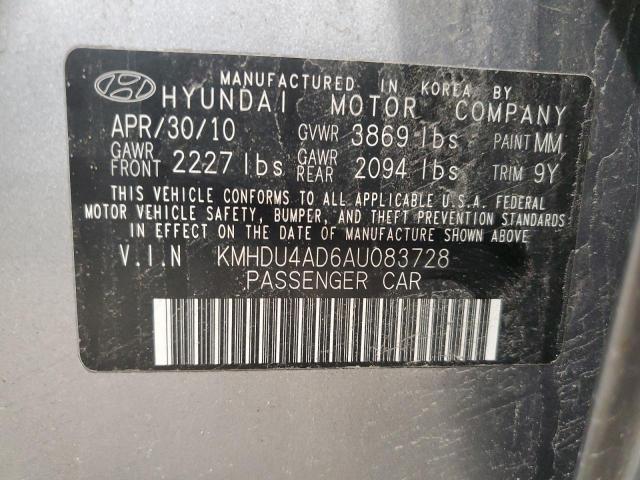 MANUFACTURED IN KOREA BY
HYUNDAI MOTOR COMPANY
APR/30/10 GVWR 3869 lbs PAINT MM
GAWR FRONT 2227 lbs GAWR REAR 2094 lbs TRIM 9Y
THIS VEHICLE CONFORMS TO ALL APPLICABLE U.S.A. FEDERAL
MOTOR VEHICLE SAFETY, BUMPER, AND THEFT PREVENTION STANDARDS
IN EFFECT ON THE DATE OF MANUFACTURE SHOWN ABOVE.
V.I.N KMHDU4AD6AU083728
PASSENGER CAR